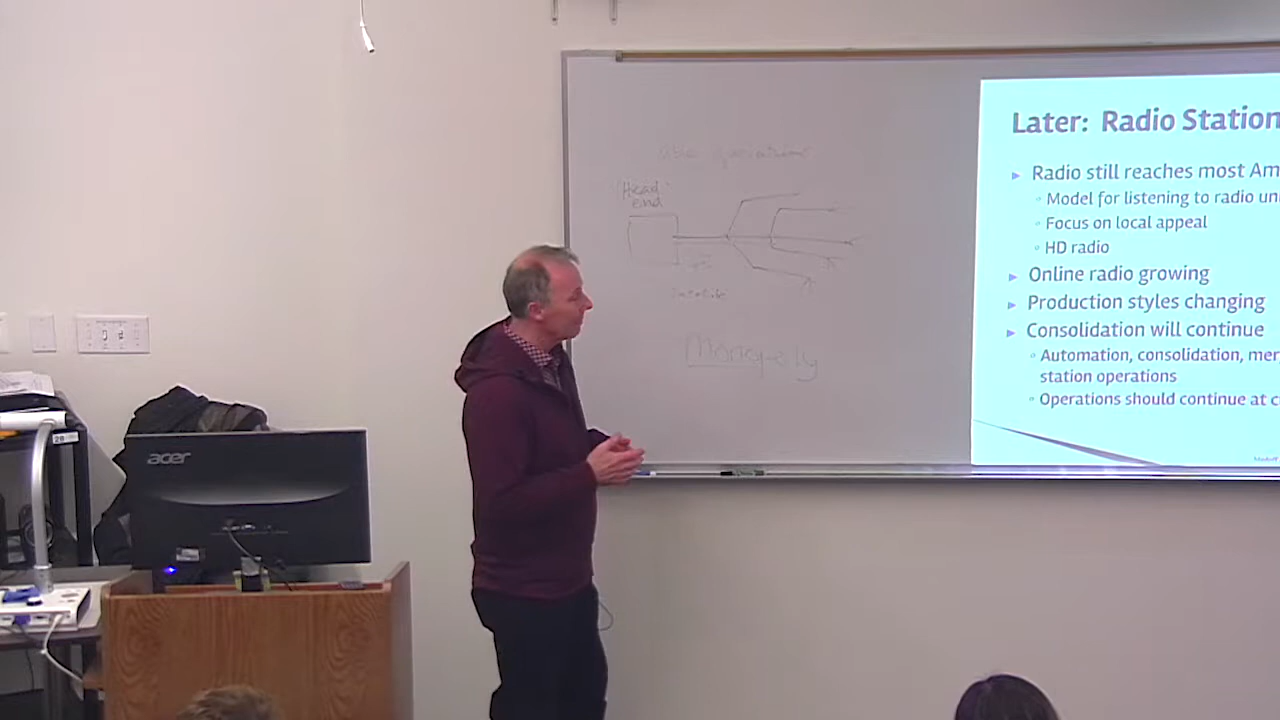 "Head
end
Monopoly
Later: Radio Station
Radio still reaches most Am
Model for listening to radio un
Focus on local appeal
HD radio
Online radio growing
Production styles changing
Consolidation will continue
Automation, consolidation, mer
station operations
Operations should continue at c
acer